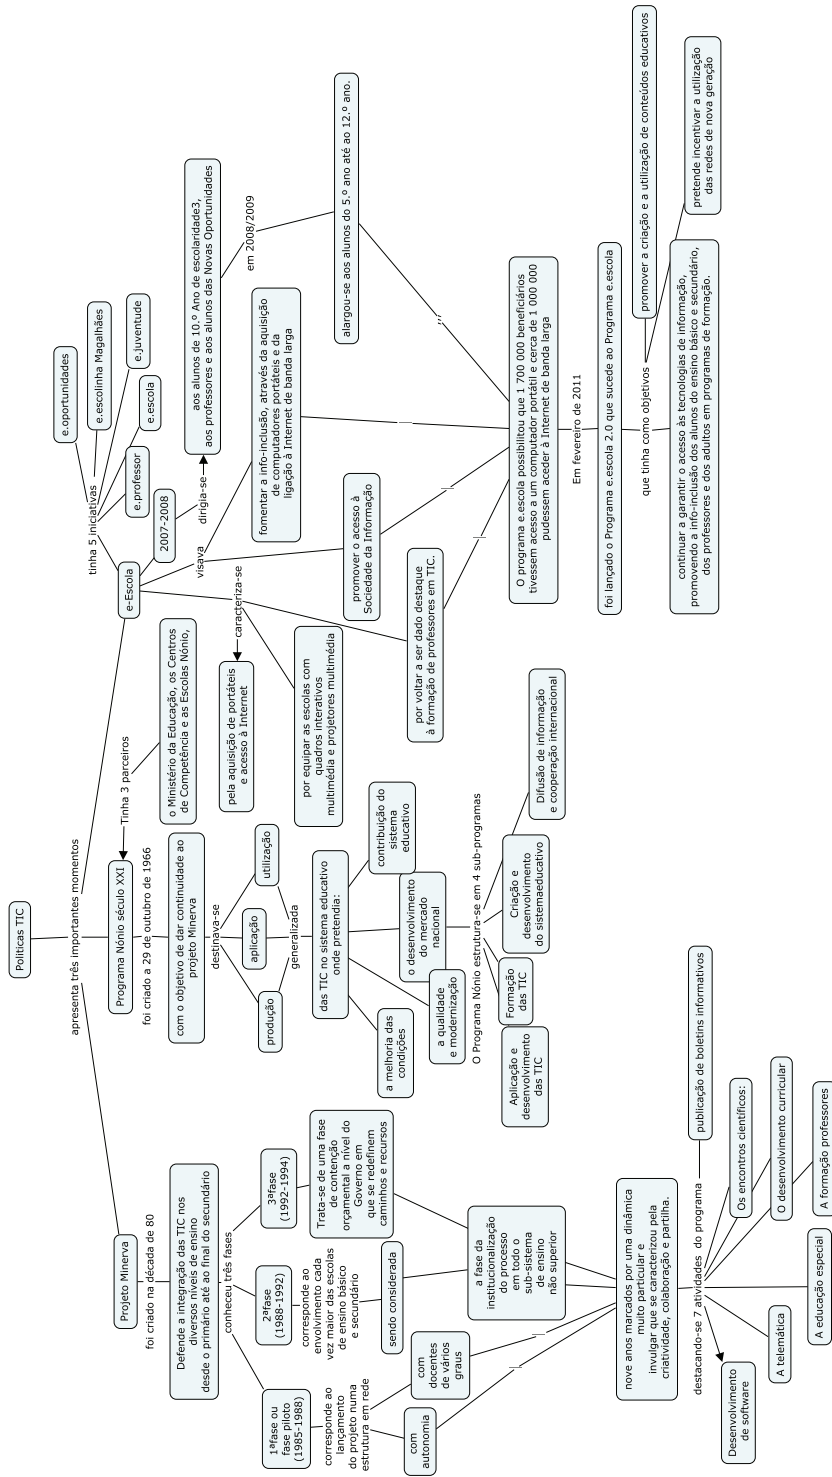 Politicas TIC
apresenta três importantes momentos
Projeto Minerva
foi criado na década de 80
Defende a integração das TIC nos
diversos níveis de ensino
desde o primário até ao final do secundário
conheceu três fases
1ªfase ou
fase piloto
(1985-1988)
corresponde ao
lançamento
do projeto numa
estrutura em rede
com
autonomia
com
docentes
de vários
graus
2ªfase
(1988-1992)
corresponde ao
envolvimento cada
vez maior das escolas
de ensino básico
e secundário
sendo considerada
3ªfase
(1992-1994)
Trata-se de uma fase
de contenção
orçamental a nível do
Governo em
que se redefinem
caminhos e recursos
a fase da
institucionalização
do processo
em todo o
sub-sistema
de ensino
não superior
nove anos marcados por uma dinâmica
muito particular e
invulgar que se caracterizou pela
criatividade, colaboração e partilha.
destacando-se 7 atividades do programa
Desenvolvimento
de software
A telemática
A educação especial
A formação professores
O desenvolvimento curricular
Os encontros científicos:
publicação de boletins informativos
Programa Nónio século XXI
Tinha 3 parceiros
o Ministério da Educação, os Centros
de Competência e as Escolas Nónio,
foi criado a 29 de outubro de 1966
com o objetivo de dar continuidade ao
projeto Minerva
destinava-se
produção
aplicação
utilização
generalizada
das TIC no sistema educativo
onde pretendia:
a melhoria das
condições
a qualidade
e modernização
o desenvolvimento
do mercado
nacional
contribuição do
sistema
educativo
O Programa Nónio estrutura-se em 4 sub-programas
Aplicação e
desenvolvimento
das TIC
Formação
das TIC
Criação e
desenvolvimento
do sistemaeducativo
Difusão de informação
e cooperação internacional
e-Escola
tinha 5 iniciativas
e.oportunidades
e.escolinha Magalhães
e.juventude
e.escola
e.professor
2007-2008
dirigia-se
aos alunos de 10.º Ano de escolaridade3,
aos professores e aos alunos das Novas Oportunidades
em 2008/2009
alargou-se aos alunos do 5.º ano até ao 12.º ano.
visava
fomentar a info-inclusão, através da aquisição
de computadores portáteis e da
ligação à Internet de banda larga
promover o acesso à
Sociedade da Informação
caracteriza-se
pela aquisição de portáteis
e acesso à Internet
por equipar as escolas com
quadros interativos
multimédia e projetores multimédia
por voltar a ser dado destaque
à formação de professores em TIC.
O programa e.escola possibilitou que 1 700 000 beneficiários
tivessem acesso a um computador portátil e cerca de 1 000 000
pudessem aceder à Internet de banda larga
Em fevereiro de 2011
foi lançado o Programa e.escola 2.0 que sucede ao Programa e.escola
que tinha como objetivos
promover a criação e a utilização de conteúdos educativos
continuar a garantir o acesso às tecnologias de informação,
promovendo a info-inclusão dos alunos do ensino básico e secundário,
dos professores e dos adultos em programas de formação.
pretende incentivar a utilização
das redes de nova geração